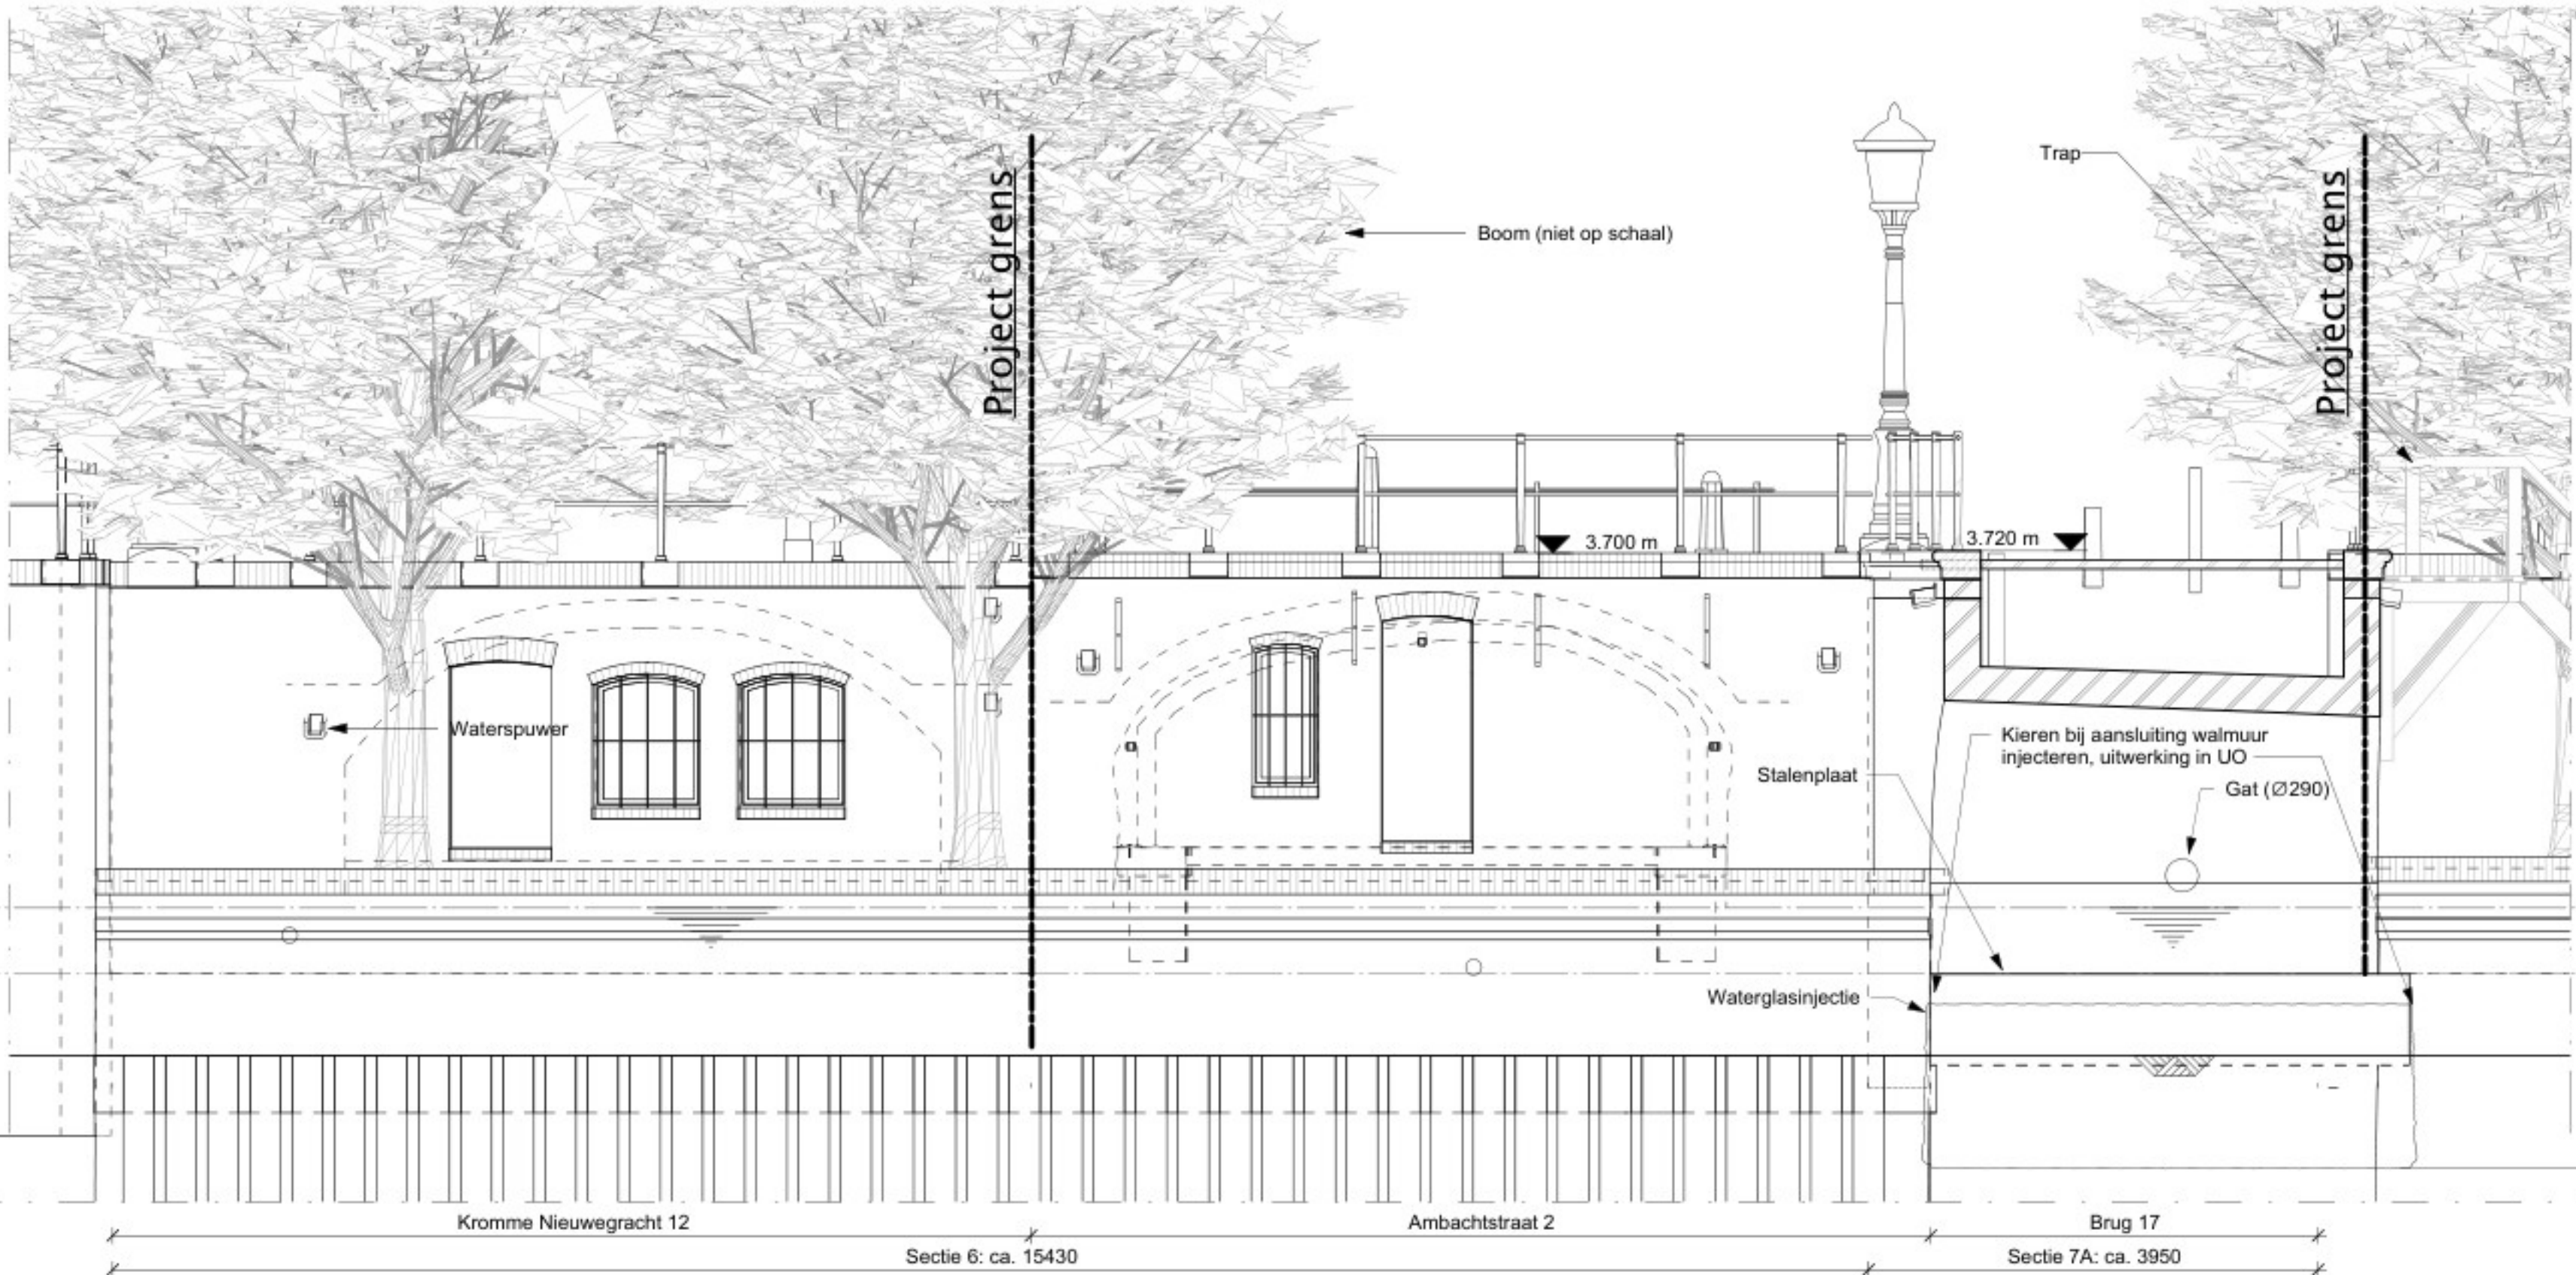 Trap
Project grens
Project grens
Boom (niet op schaal)
3.700 m
3.720 m
Waterspuwer
Kieren bij aansluiting walmuur
injecteren, uitwerking in UO
Stalenplaat
Gat (Ø290)
Waterglasinjectie
Kromme Nieuwegracht 12
Ambachtstraat 2
Brug 17
Sectie 6: ca. 15430
Sectie 7A: ca. 3950